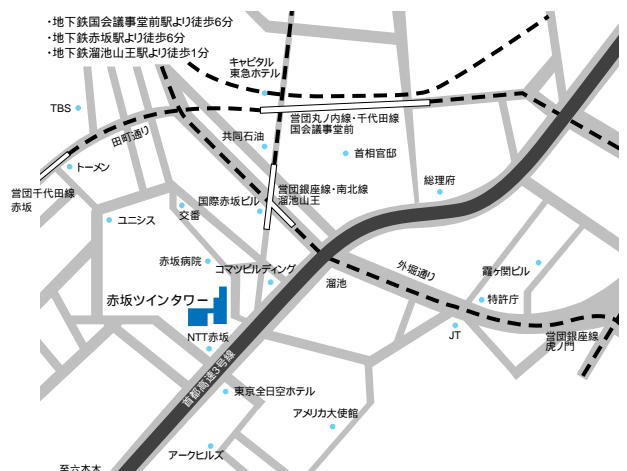 ・地下鉄国会議事堂前駅より徒歩6分
・地下鉄赤坂駅より徒歩6分
・地下鉄溜池山王駅より徒歩1分
キャピタル
東急ホテル
TBS
田町通り
共同石油
営団丸ノ内線・千代田線
国会議事堂前
首相官邸
トーメン
営団千代田線
赤坂
営団銀座線・南北線
溜池山王
総理府
ユニシス
交番
国際赤坂ビル
赤坂病院
コマツビルディング
溜池
外堀通り
霞ヶ関ビル
特許庁
赤坂ツインタワー
NTT赤坂
JT
営団銀座線
虎ノ門
首都高速3号線
東京全日空ホテル
アメリカ大使館
アークヒルズ
至六本木